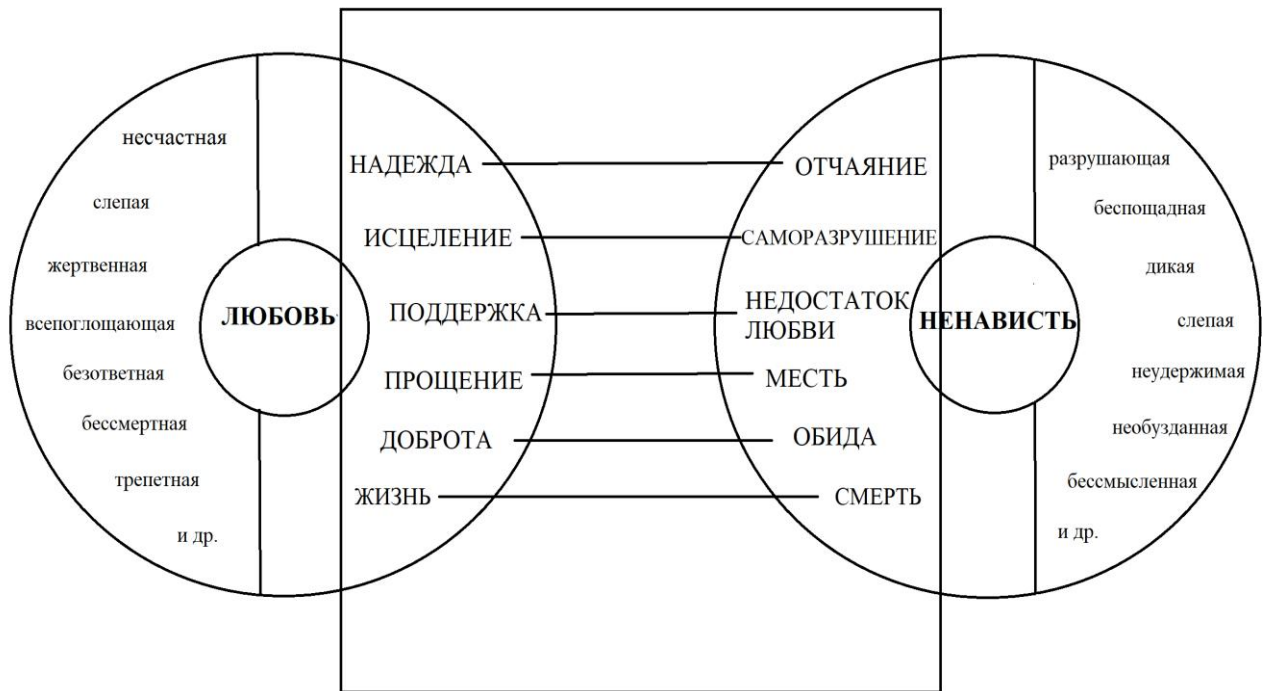 несчастная
слепая
жертвенная
всепоглощающая
безответная
бессмертная
трепетная
и др.
ЛЮБОВЬ
НАДЕЖДА
ИСЦЕЛЕНИЕ
ПОДДЕРЖКА
ПРОЩЕНИЕ
ДОБРОТА
ЖИЗНЬ
ОТЧАЯНИЕ
САМОРАЗРУШЕНИЕ
НЕДОСТАТОК
ЛЮБВИ
МЕСТЬ
ОБИДА
СМЕРТЬ
НЕНАВИСТЬ
разрушающая
беспощадная
дикая
слепая
неудержимая
необузданная
бессмысленная
и др.